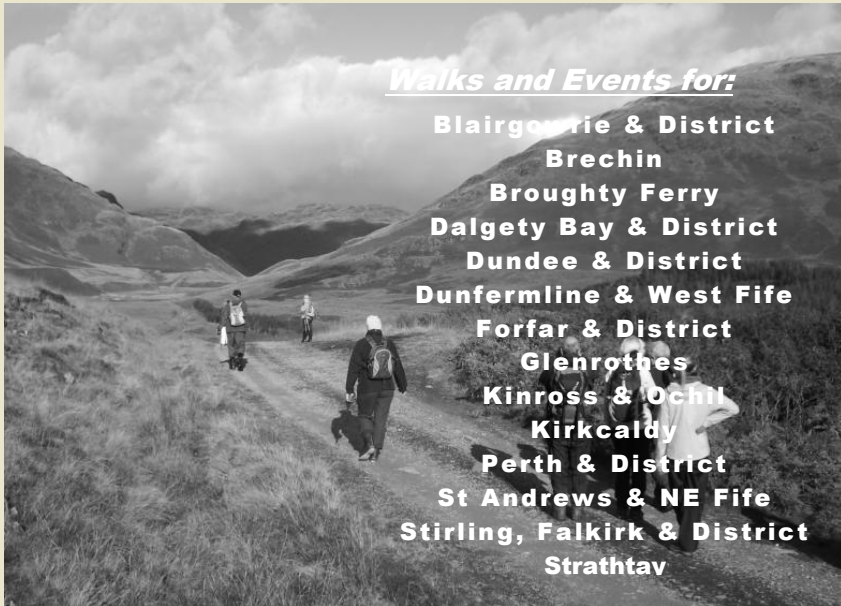 Walks and Events for:
Blairgowrie & District
Brechin
Broughty Ferry
Dalgety Bay & District
Dundee & District
Dunfermline & West Fife
Forfar & District
Glenrothes
Kinross & Ochil
Kirkcaldy
Perth & District
St Andrews & NE Fife
Stirling, Falkirk & District
Strathtay